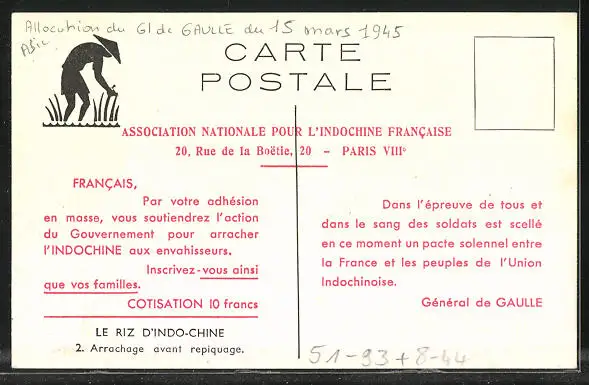 Allocution du Gl de GAULLE du 15 mars 1945
CARTE
POSTALE
ASSOCIATION NATIONALE POUR L'INDOCHINE FRANÇAISE
20, Rue de la Boëtie, 20 - PARIS VIIIe
FRANÇAIS,
Par votre adhésion
en masse, vous soutiendrez l'action
du Gouvernement pour arracher
l'INDOCHINE aux envahisseurs.
Inscrivez-vous ainsi
que vos familles.
COTISATION 10 francs
LE RIZ D'INDO-CHINE
2. Arrachage avant repiquage.
Dans l'épreuve de tous et
dans le sang des soldats est scellé
en ce moment un pacte solennel entre
la France et les peuples de l'Union
Indochinoise.
Général de GAULLE
51-93+8-44